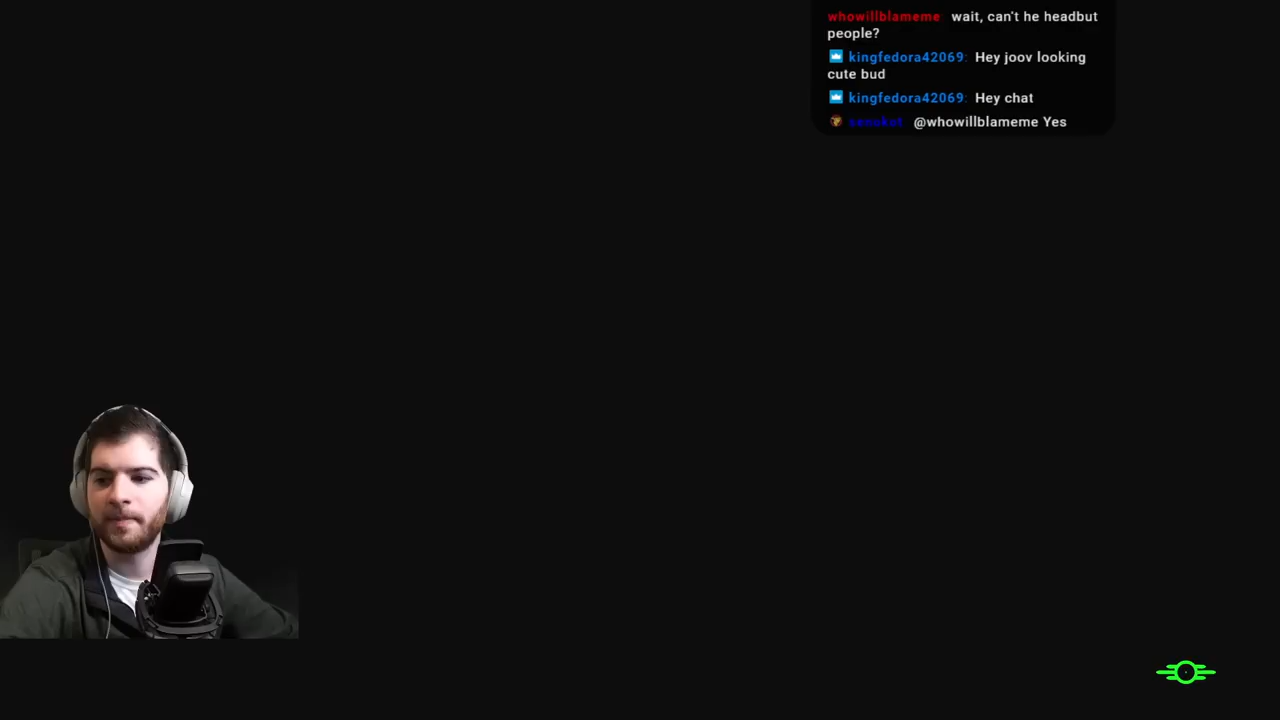 whowillblameme wait, can't he headbut
people?
kingfedora42069: Hey joov looking
cute bud
kingfedora42069: Hey chat
@whowillblameme Yes